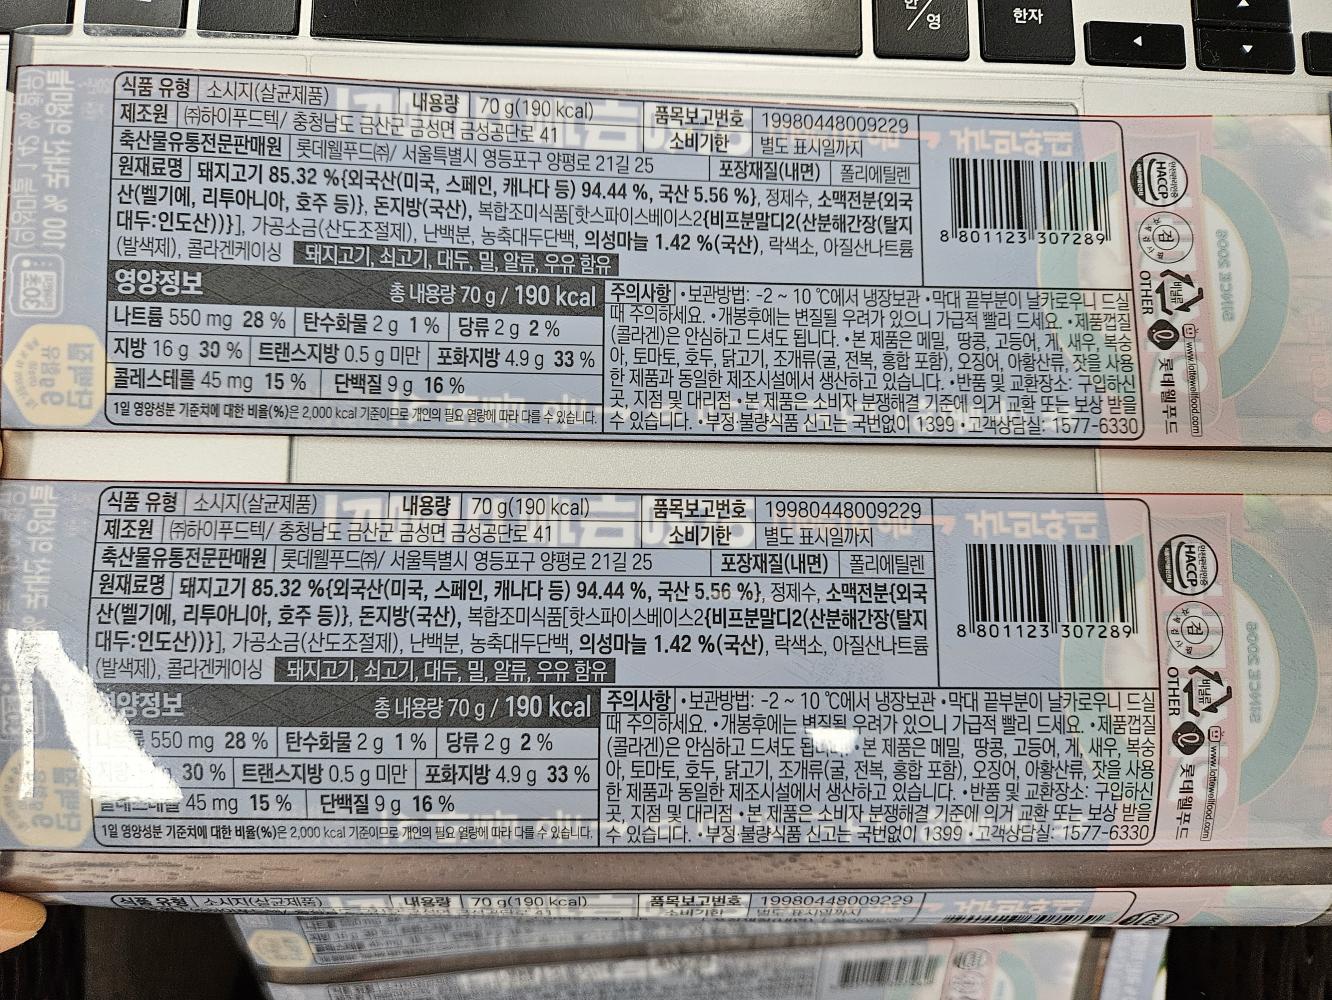 한/영
한자
식품 유형 소시지(살균제품) 내용량 70 g(190 kcal) 품목보고번호 19980448009229
제조원 ㈜하이푸드텍/ 충청남도 금산군 금성면 금성공단로 41 소비기한 별도 표시일까지
축산물유통전문판매원 롯데웰푸드㈜/ 서울특별시 영등포구 양평로 21길 25 포장재질(내면) 폴리에틸렌
원재료명 돼지고기 85.32 %{외국산(미국, 스페인, 캐나다 등) 94.44 %, 국산 5.56 %}, 정제수, 소맥전분{외국
산(벨기에, 리투아니아, 호주 등)}, 돈지방(국산), 복합조미식품[핫스파이스베이스2{비프분말디2(산분해간장(탈지
대두:인도산))}], 가공소금(산도조절제), 난백분, 농축대두단백, 의성마늘 1.42 %(국산), 락색소, 아질산나트륨
(발색제), 콜라겐케이싱 돼지고기, 쇠고기, 대두, 밀, 알류, 우유 함유
8 801123 307289
영양정보 총 내용량 70 g / 190 kcal
나트륨 550 mg 28 % 탄수화물 2 g 1 % 당류 2 g 2 %
지방 16 g 30 % 트랜스지방 0.5 g 미만 포화지방 4.9 g 33 %
콜레스테롤 45 mg 15 % 단백질 9 g 16 %
1일 영양성분 기준치에 대한 비율(%)은 2,000 kcal 기준이므로 개인의 필요 열량에 따라 다를 수 있습니다.
주의사항 •보관방법: -2 ~ 10 ℃에서 냉장보관 •막대 끝부분이 날카로우니 드실
때 주의하세요. •개봉후에는 변질될 우려가 있으니 가급적 빨리 드세요. •제품껍질
(콜라겐)은 안심하고 드셔도 됩니다. •본 제품은 메밀, 땅콩, 고등어, 게, 새우, 복숭
아, 토마토, 호두, 닭고기, 조개류(굴, 전복, 홍합 포함), 오징어, 아황산류, 잣을 사용
한 제품과 동일한 제조시설에서 생산하고 있습니다. •반품 및 교환장소: 구입하신
곳, 지점 및 대리점 •본 제품은 소비자 분쟁해결 기준에 의거 교환 또는 보상 받을
수 있습니다. •부정·불량식품 신고는 국번없이 1399 •고객상담실: 1577-6330
HACCP
검
OTHER
비닐류
롯데웰푸드
www.lottewellfood.com
SINCE 2008
식품 유형 소시지(살균제품) 내용량 70 g(190 kcal) 품목보고번호 19980448009229
제조원 ㈜하이푸드텍/ 충청남도 금산군 금성면 금성공단로 41 소비기한 별도 표시일까지
축산물유통전문판매원 롯데웰푸드㈜/ 서울특별시 영등포구 양평로 21길 25 포장재질(내면) 폴리에틸렌
원재료명 돼지고기 85.32 %{외국산(미국, 스페인, 캐나다 등) 94.44 %, 국산 5.56 %}, 정제수, 소맥전분{외국
산(벨기에, 리투아니아, 호주 등)}, 돈지방(국산), 복합조미식품[핫스파이스베이스2{비프분말디2(산분해간장(탈지
대두:인도산))}], 가공소금(산도조절제), 난백분, 농축대두단백, 의성마늘 1.42 %(국산), 락색소, 아질산나트륨
(발색제), 콜라겐케이싱 돼지고기, 쇠고기, 대두, 밀, 알류, 우유 함유
8 801123 307289
영양정보 총 내용량 70 g / 190 kcal
550 mg 28 % 탄수화물 2 g 1 % 당류 2 g 2 %
30 % 트랜스지방 0.5 g 미만 포화지방 4.9 g 33 %
45 mg 15 % 단백질 9 g 16 %
1일 영양성분 기준치에 대한 비율(%)은 2,000 kcal 기준이므로 개인의 필요 열량에 따라 다를 수 있습니다.
주의사항 •보관방법: -2 ~ 10 ℃에서 냉장보관 •막대 끝부분이 날카로우니 드실
때 주의하세요. •개봉후에는 변질될 우려가 있으니 가급적 빨리 드세요. •제품껍질
(콜라겐)은 안심하고 드셔도 •본 제품은 메밀, 땅콩, 고등어, 게, 새우, 복숭
아, 토마토, 호두, 닭고기, 조개류(굴, 전복, 홍합 포함), 오징어, 아황산류, 잣을 사용
한 제품과 동일한 제조시설에서 생산하고 있습니다. •반품 및 교환장소: 구입하신
곳, 지점 및 대리점 •본 제품은 소비자 분쟁해결 기준에 의거 교환 또는 보상 받을
수 있습니다. •부정·불량식품 신고는 국번없이 1399 •고객상담실: 1577-6330
HACCP
검
OTHER
비닐류
롯데웰푸드
www.lottewellfood.com
SINCE 2008
식품 유형 소시지(살균제품) 내용량 70 g(190 kcal) 품목보고번호 19980448009229
소비기한 별도 표시일까지